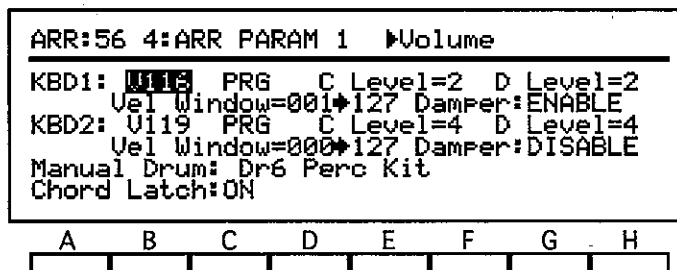 ARR:56 4:ARR PARAM 1 ▶Volume
KBD1: V116 PRG C Level=2 D Level=2
Vel Window=001➧127 Damper:ENABLE
KBD2: V119 PRG C Level=4 D Level=4
Vel Window=000➧127 Damper:DISABLE
Manual Drum: Dr6 Perc Kit
Chord Latch:ON
A B C D E F G H